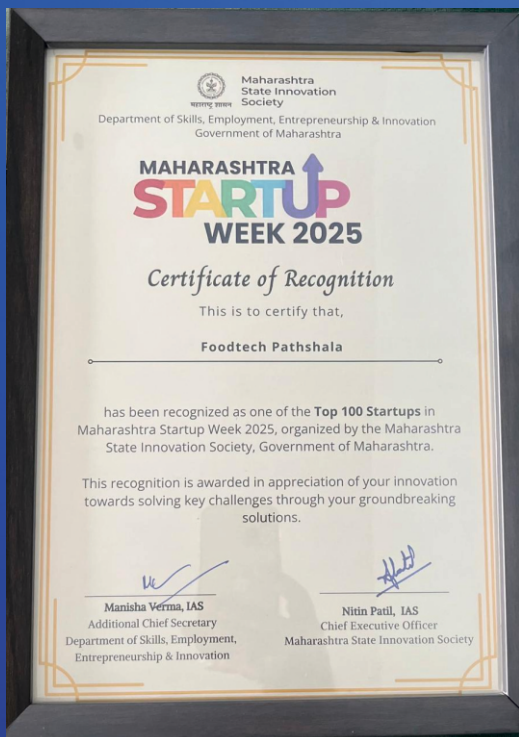 Maharashtra
State Innovation
Society
महाराष्ट्र शासन
Department of Skills, Employment, Entrepreneurship & Innovation
Government of Maharashtra
MAHARASHTRA
STARTUP
WEEK 2025
Certificate of Recognition
This is to certify that,
Foodtech Pathshala
has been recognized as one of the Top 100 Startups in
Maharashtra Startup Week 2025, organized by the Maharashtra
State Innovation Society, Government of Maharashtra.
This recognition is awarded in appreciation of your innovation
towards solving key challenges through your groundbreaking
solutions.
Manisha Verma, IAS
Additional Chief Secretary
Department of Skills, Employment,
Entrepreneurship & Innovation
Nitin Patil, IAS
Chief Executive Officer
Maharashtra State Innovation Society